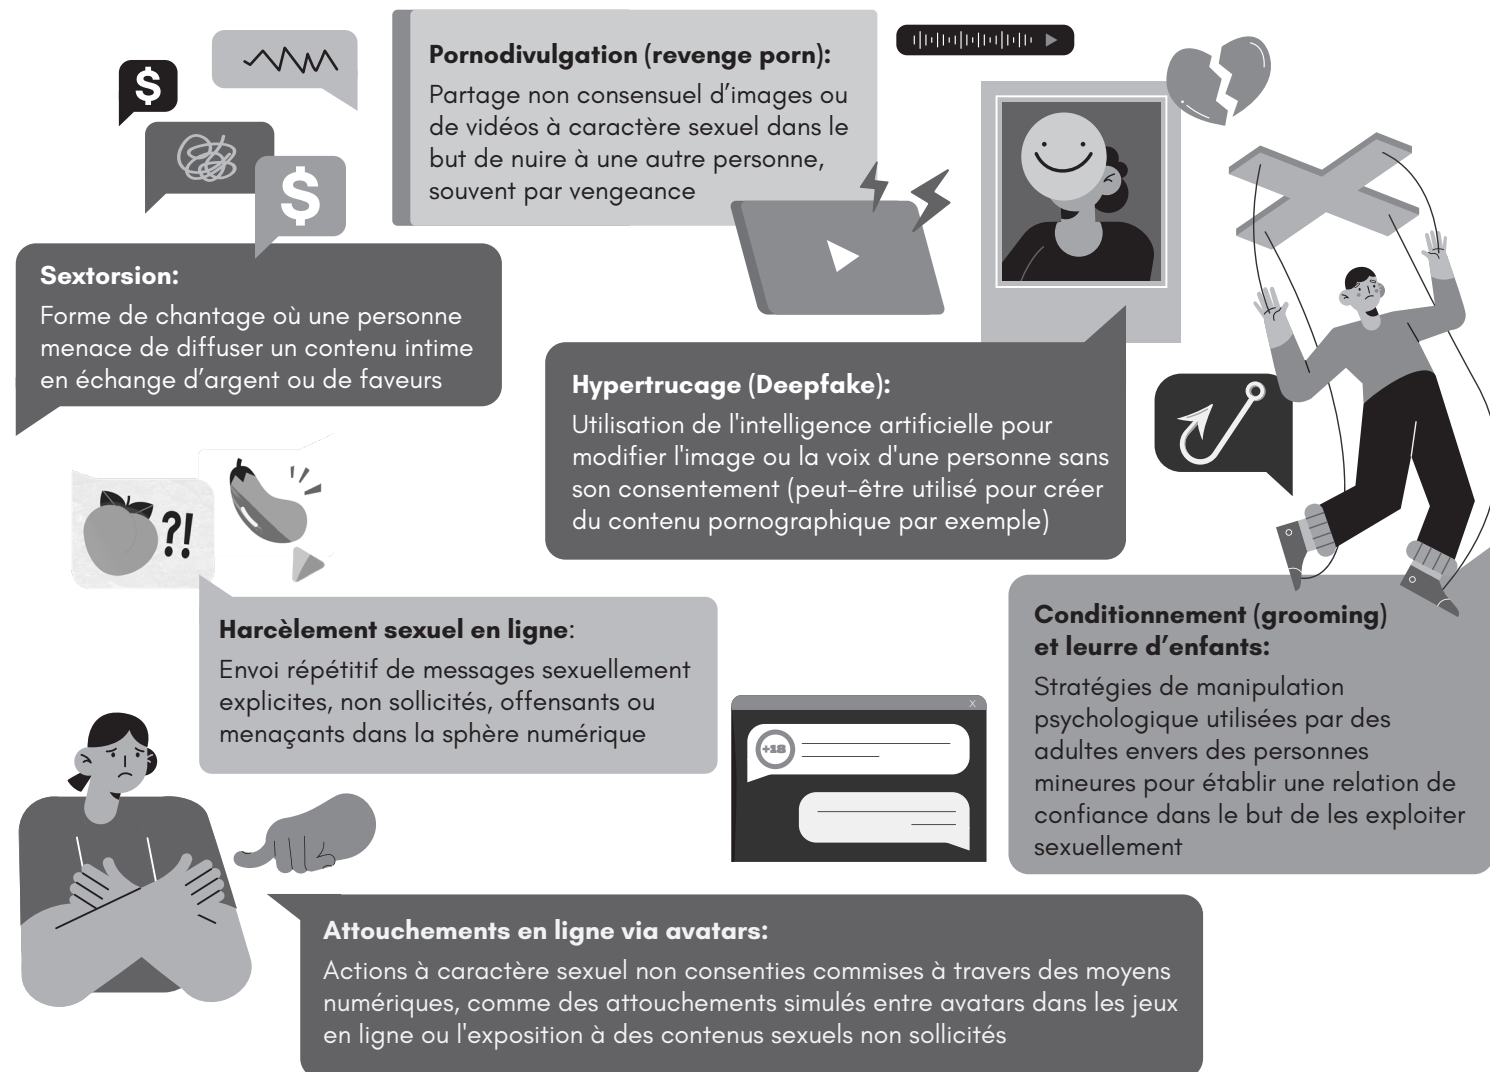 Pornodivulgation (revenge porn):
Partage non consensuel d’images ou
de vidéos à caractère sexuel dans le
but de nuire à une autre personne,
souvent par vengeance
$
$
Sextorsion:
Forme de chantage où une personne
menace de diffuser un contenu intime
en échange d’argent ou de faveurs
Hypertrucage (Deepfake):
Utilisation de l'intelligence artificielle pour
modifier l'image ou la voix d'une personne sans
son consentement (peut-être utilisé pour créer
du contenu pornographique par exemple)
?!
Harcèlement sexuel en ligne:
Envoi répétitif de messages sexuellement
explicites, non sollicités, offensants ou
menaçants dans la sphère numérique
Conditionnement (grooming)
et leurre d’enfants:
Stratégies de manipulation
psychologique utilisées par des
adultes envers des personnes
mineures pour établir une relation de
confiance dans le but de les exploiter
sexuellement
X
+18
Attouchements en ligne via avatars:
Actions à caractère sexuel non consenties commises à travers des moyens
numériques, comme des attouchements simulés entre avatars dans les jeux
en ligne ou l'exposition à des contenus sexuels non sollicités